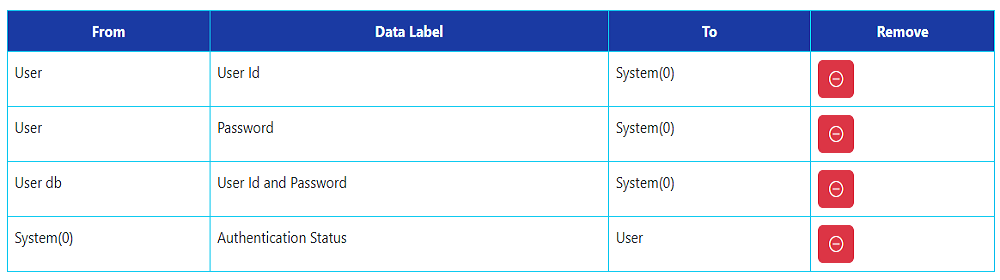 From Data Label To Remove
User User Id System(0)
User Password System(0)
User db User Id and Password System(0)
System(0) Authentication Status User